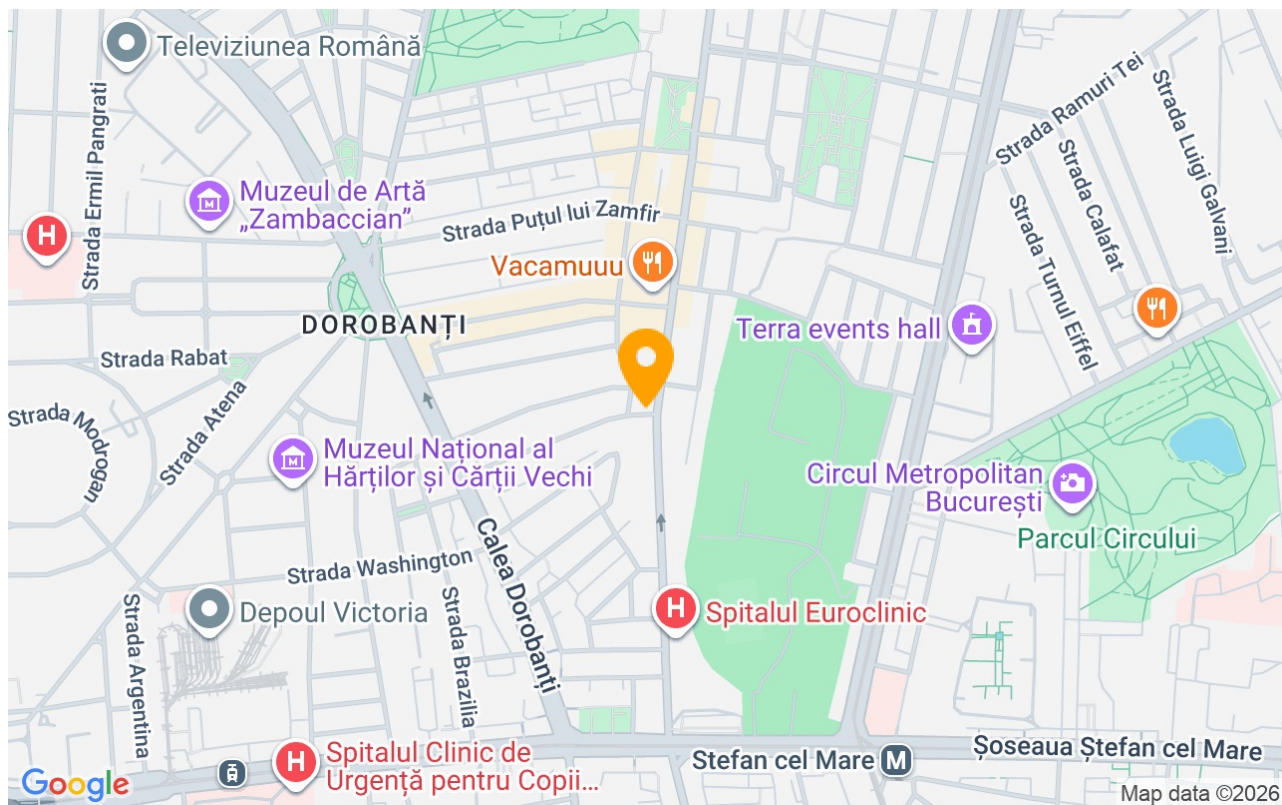 Televiziunea Română
Strada Ermil Pangrati
Muzeul de Artă
„Zambaccian”
H
Strada Puțul lui Zamfir
Vacamuuu
Strada Ramuri Tei
Strada Luigi Galvani
Strada Calafat
Strada Turnul Eiffel
Terra events hall
DOROBANȚI
Strada Rabat
Strada Atena
Strada Modrogan
M
Muzeul Național al
Hărților și Cărții Vechi
Circul Metropolitan
București
Parcul Circului
Calea Dorobanți
Strada Washington
Strada Brazilia
Depoul Victoria
Strada Argentina
H
Spitalul Euroclinic
H
Spitalul Clinic de
Urgență pentru Copii...
Ștefan cel Mare
M
Șoseaua Ștefan cel Mare
Google
Map data ©2026